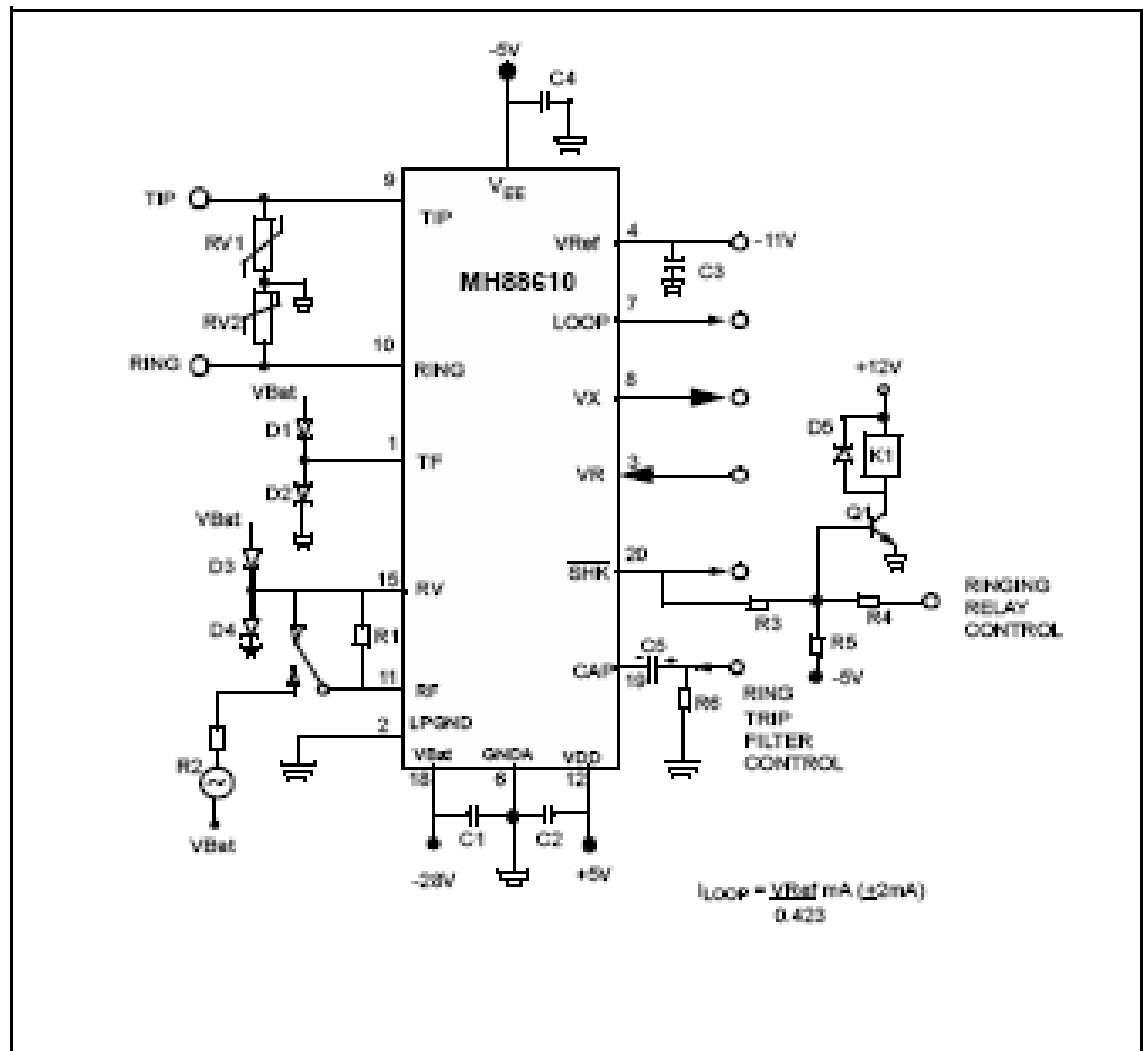 -5V
C4
9
V_EE
TIP
TIP
RV1
VRef
4
-11V
C3
MH88610
7
RV2
LOOP
10
RING
RING
+12V
VX
VBat
D5
D1
1
K1
TF
VR
3
D2
VBat
Q1
20
D3
SHK
15
RV
RINGING
RELAY
CONTROL
D4
R1
R3
R4
C5
R5
- +
CAP
-5V
11
RF
19
R6
RING
TRIP
FILTER
CONTROL
2
LPGND
VBat
GNDA
VDD
R2
18
6
12
C1
C2
VBat
-28V
+5V
I_LOOP = VRef mA (±2mA)
0.423